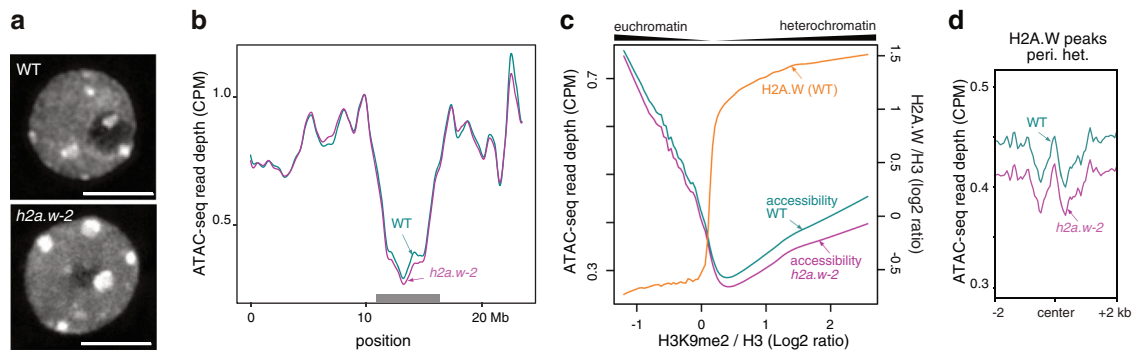 a
WT
h2a.w-2
b
ATAC-seq read depth (CPM)
1.0
0.5
WT
h2a.w-2
0
5
10
20 Mb
position
c
euchromatin
heterochromatin
ATAC-seq read depth (CPM)
0.7
0.3
H2A.W (WT)
accessibility
WT
accessibility
h2a.w-2
1.5
1
0.5
0
-0.5
H2A.W /H3 (log2 ratio)
-1
0
1
2
H3K9me2 / H3 (Log2 ratio)
d
H2A.W peaks
peri. het.
ATAC-seq read depth (CPM)
0.5
0.4
0.3
WT
h2a.w-2
-2
center
+2 kb